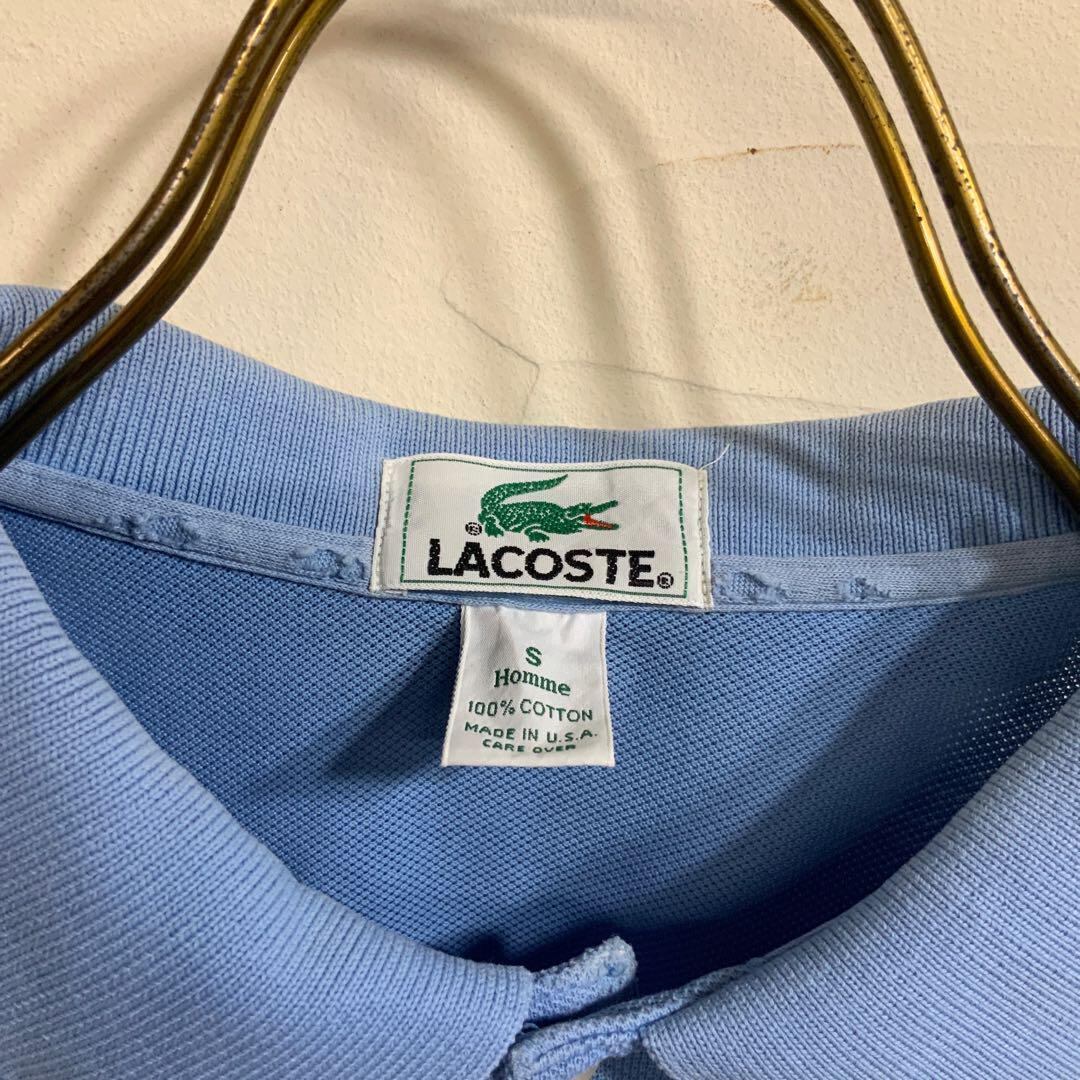 ®
LACOSTE®
S
Homme
100% COTTON
MADE IN U.S.A.
CARE OVER